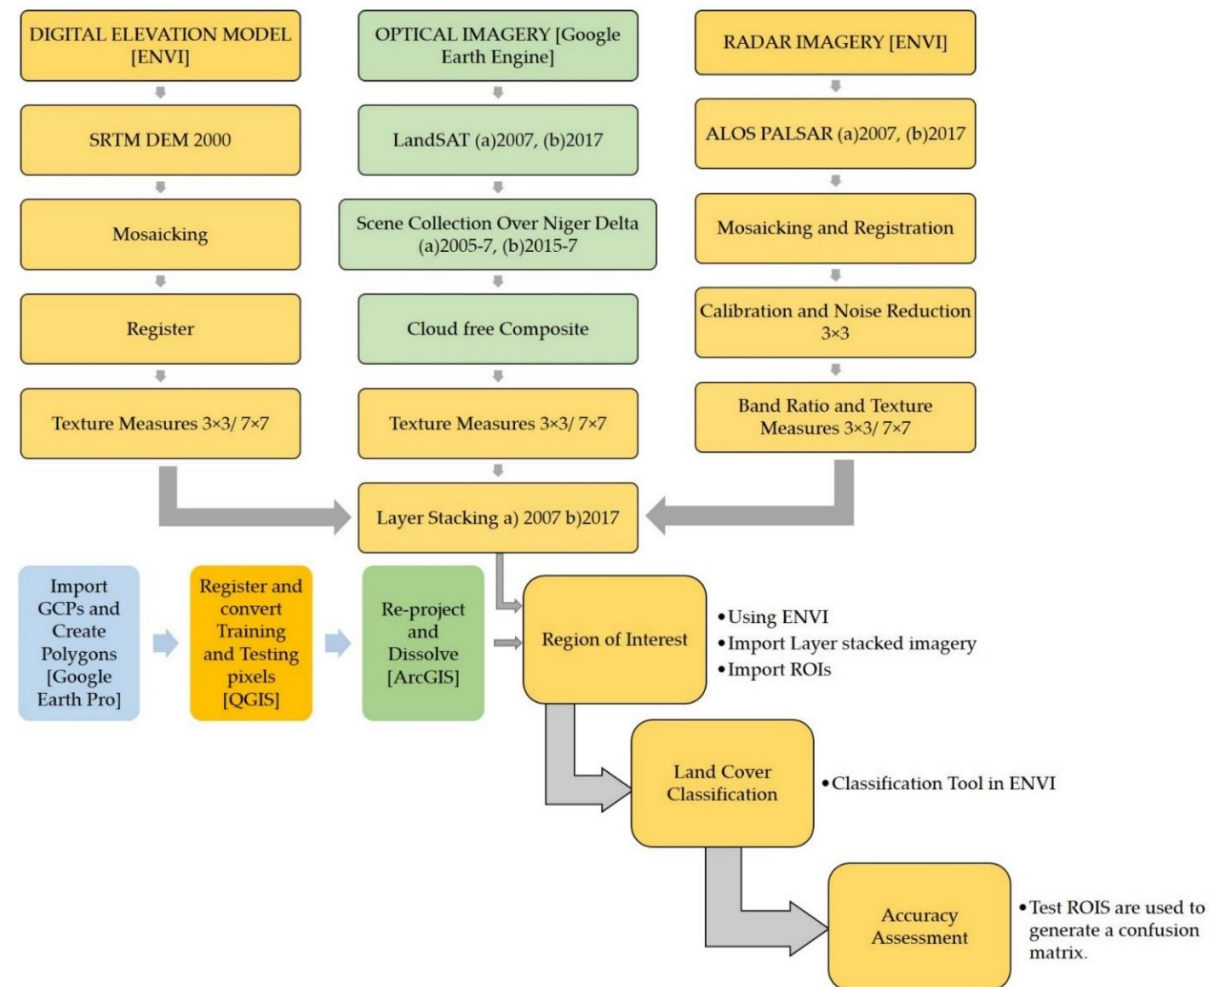 DIGITAL ELEVATION MODEL
[ENVI]
SRTM DEM 2000
Mosaicking
Register
Texture Measures 3×3/ 7×7
OPTICAL IMAGERY [Google
Earth Engine]
LandSAT (a)2007, (b)2017
Scene Collection Over Niger Delta
(a)2005-7, (b)2015-7
Cloud free Composite
Texture Measures 3×3/ 7×7
RADAR IMAGERY [ENVI]
ALOS PALSAR (a)2007, (b)2017
Mosaicking and Registration
Calibration and Noise Reduction
3×3
Band Ratio and Texture
Measures 3×3/ 7×7
Layer Stacking a) 2007 b)2017
Import
GCPs and
Create
Polygons
[Google
Earth Pro]
Register and
convert
Training
and Testing
pixels
[QGIS]
Re-project
and
Dissolve
[ArcGIS]
Region of Interest
•Using ENVI
•Import Layer stacked imagery
•Import ROIs
Land Cover
Classification
•Classification Tool in ENVI
Accuracy
Assessment
•Test ROIS are used to
generate a confusion
matrix.